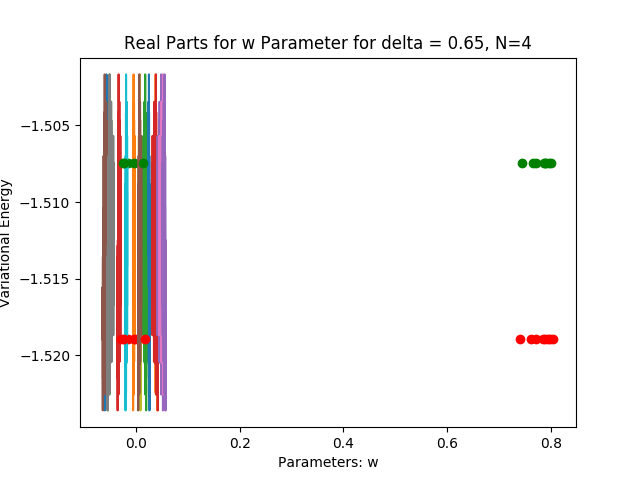 Real Parts for w Parameter for delta = 0.65, N=4
Variational Energy
−1.505
−1.510
−1.515
−1.520
0.0 0.2 0.4 0.6 0.8
Parameters: w